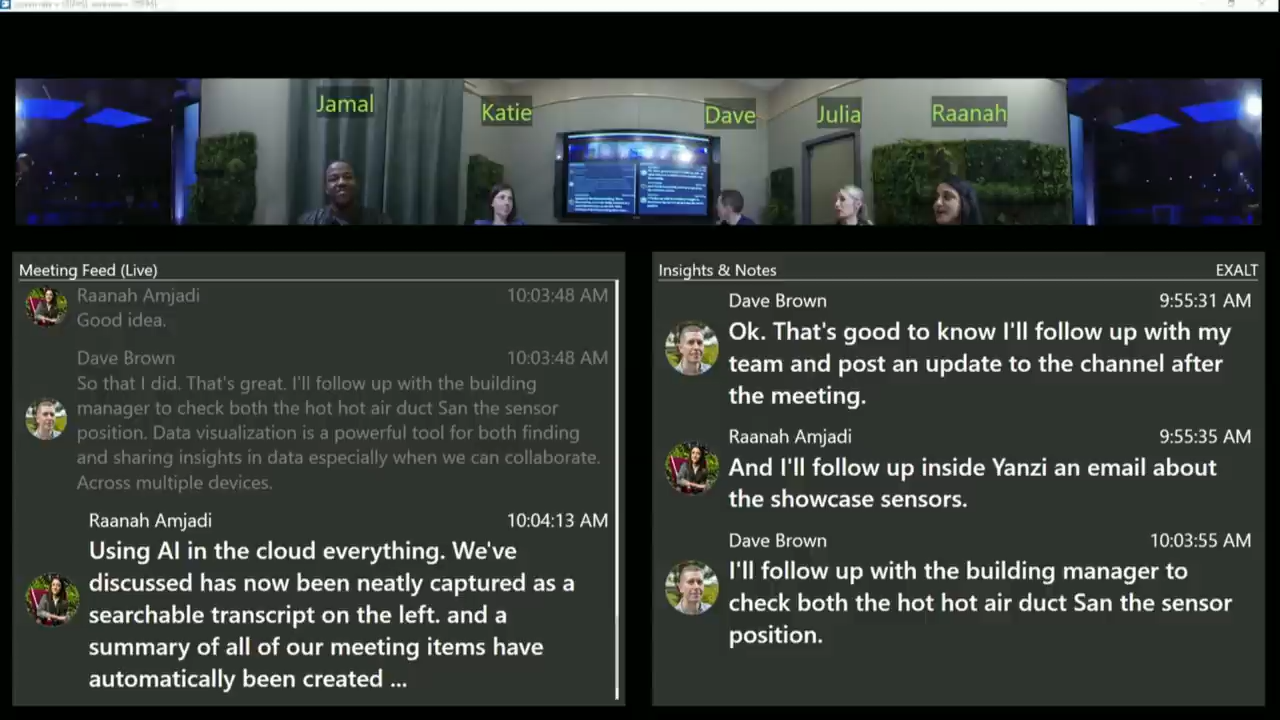 Jamal
Katie
Dave
Julia
Raanah
Meeting Feed (Live)
Raanah Amjadi 10:03:48 AM
Good idea.
Dave Brown 10:03:48 AM
So that I did. That's great. I'll follow up with the building
manager to check both the hot hot air duct San the sensor
position. Data visualization is a powerful tool for both finding
and sharing insights in data especially when we can collaborate.
Across multiple devices.
Raanah Amjadi 10:04:13 AM
Using AI in the cloud everything. We've
discussed has now been neatly captured as a
searchable transcript on the left. and a
summary of all of our meeting items have
automatically been created ...
Insights & Notes EXALT
Dave Brown 9:55:31 AM
Ok. That's good to know I'll follow up with my
team and post an update to the channel after
the meeting.
Raanah Amjadi 9:55:35 AM
And I'll follow up inside Yanzi an email about
the showcase sensors.
Dave Brown 10:03:55 AM
I'll follow up with the building manager to
check both the hot hot air duct San the sensor
position.